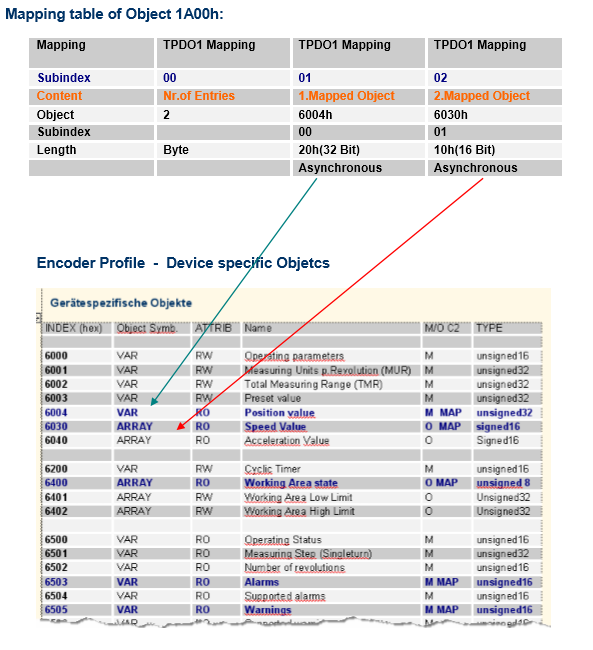 Mapping table of Object 1A00h:
Mapping TPDO1 Mapping TPDO1 Mapping TPDO1 Mapping
Subindex 00 01 02
Content Nr.of Entries 1.Mapped Object 2.Mapped Object
Object 2 6004h 6030h
Subindex 00 01
Length Byte 20h(32 Bit) 10h(16 Bit)
Asynchronous Asynchronous
Encoder Profile - Device specific Objetcs
Gerätespezifische Objekte
INDEX (hex) Object Symb. ATTRIB Name M/O C2 TYPE
6000 VAR RW Operating parameters M unsigned16
6001 VAR RW Measuring Units p.Revolution (MUR) M unsigned32
6002 VAR RW Total Measuring Range (TMR) M unsigned32
6003 VAR RW Preset value M unsigned32
6004 VAR RO Position value M MAP unsigned32
6030 ARRAY RO Speed Value O MAP signed16
6040 ARRAY RO Acceleration Value O Signed16
6200 VAR RW Cyclic Timer M unsigned16
6400 ARRAY RO Working Area state O MAP unsigned 8
6401 ARRAY RW Working Area Low Limit O Unsigned32
6402 ARRAY RW Working Area High Limit O Unsigned32
6500 VAR RO Operating Status M unsigned16
6501 VAR RO Measuring Step (Singleturn) M unsigned32
6502 VAR RO Number of revolutions M unsigned16
6503 VAR RO Alarms M MAP unsigned16
6504 VAR RO Supported alarms M unsigned16
6505 VAR RO Warnings M MAP unsigned16